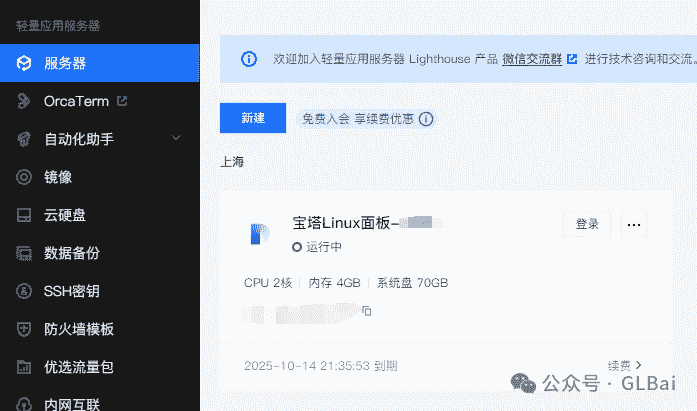 轻量应用服务器
服务器
OrcaTerm
自动化助手
镜像
云硬盘
数据备份
SSH密钥
防火墙模板
优选流量包
内网互联
欢迎加入轻量应用服务器 Lighthouse 产品 微信交流群 进行技术咨询和交流。
新建 免费入会 享续费优惠
上海
宝塔Linux面板-
登录 ...
运行中
CPU 2核 内存 4GB 系统盘 70GB
2025-10-14 21:35:53 到期 续费
公众号 · GLBai